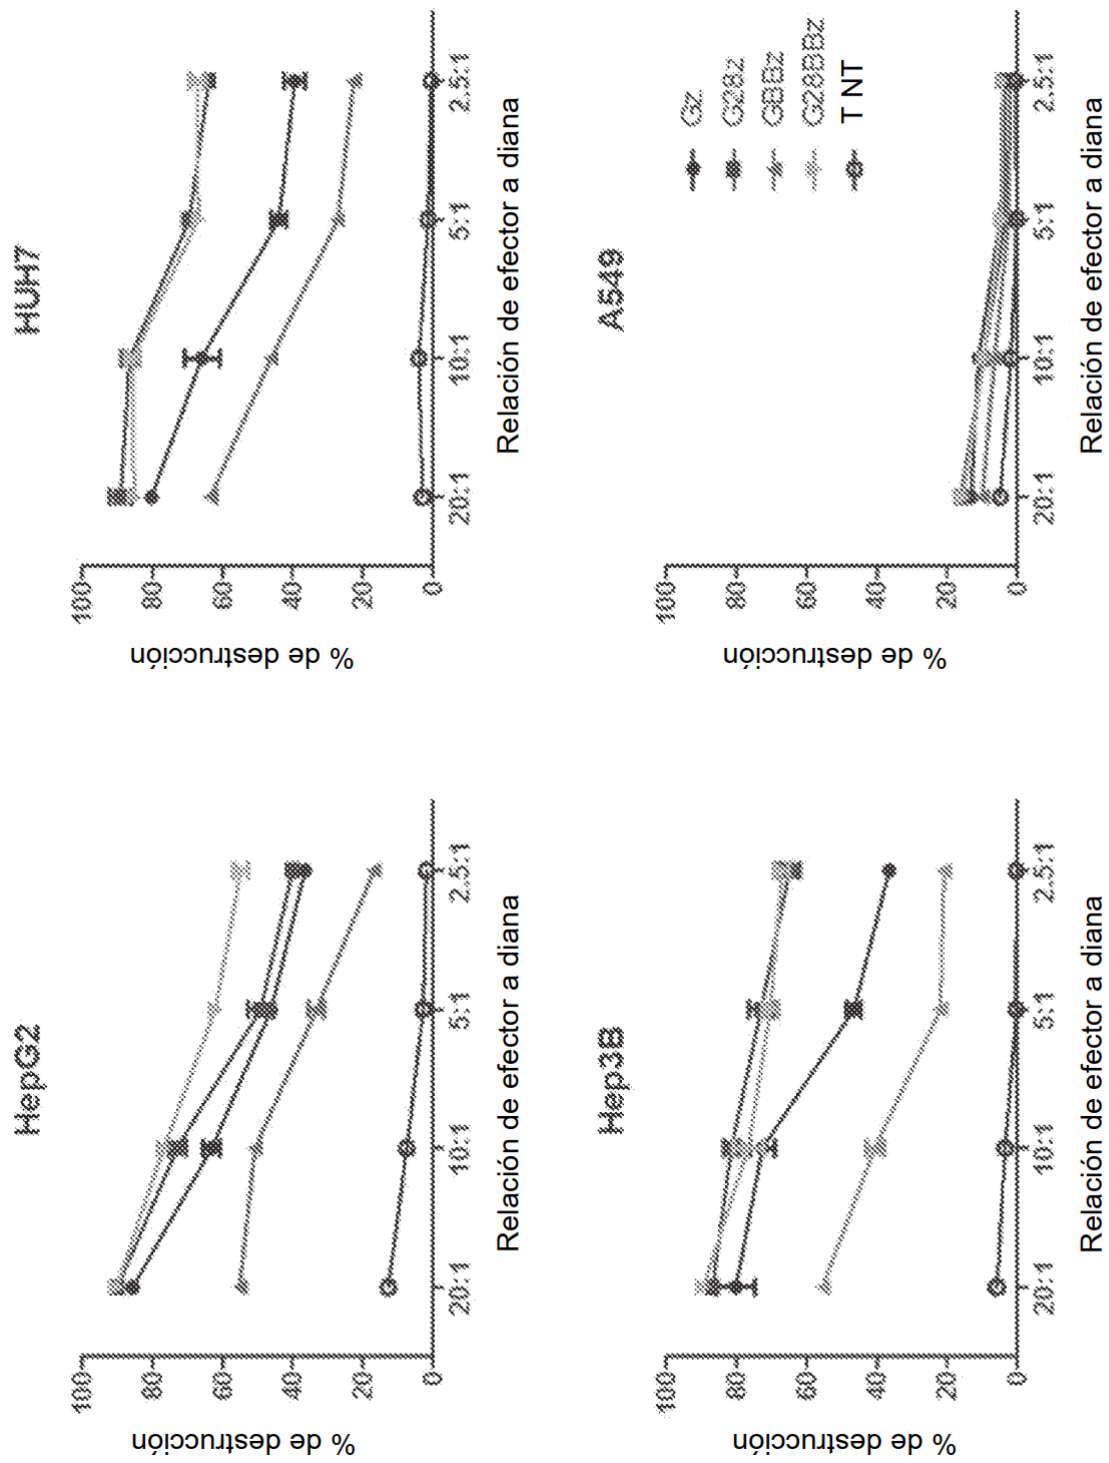 HepG2
% de destrucción
100
80
60
40
20
0
20:1
10:1
5:1
2.5:1
Relación de efector a diana
HUH7
% de destrucción
100
80
60
40
20
0
20:1
10:1
5:1
2.5:1
Relación de efector a diana
Hep3B
% de destrucción
100
80
60
40
20
0
20:1
10:1
5:1
2.5:1
Relación de efector a diana
A549
% de destrucción
100
80
60
40
20
0
20:1
10:1
5:1
2.5:1
Relación de efector a diana
Gz
G28z
GBBz
G28BBz
T NT